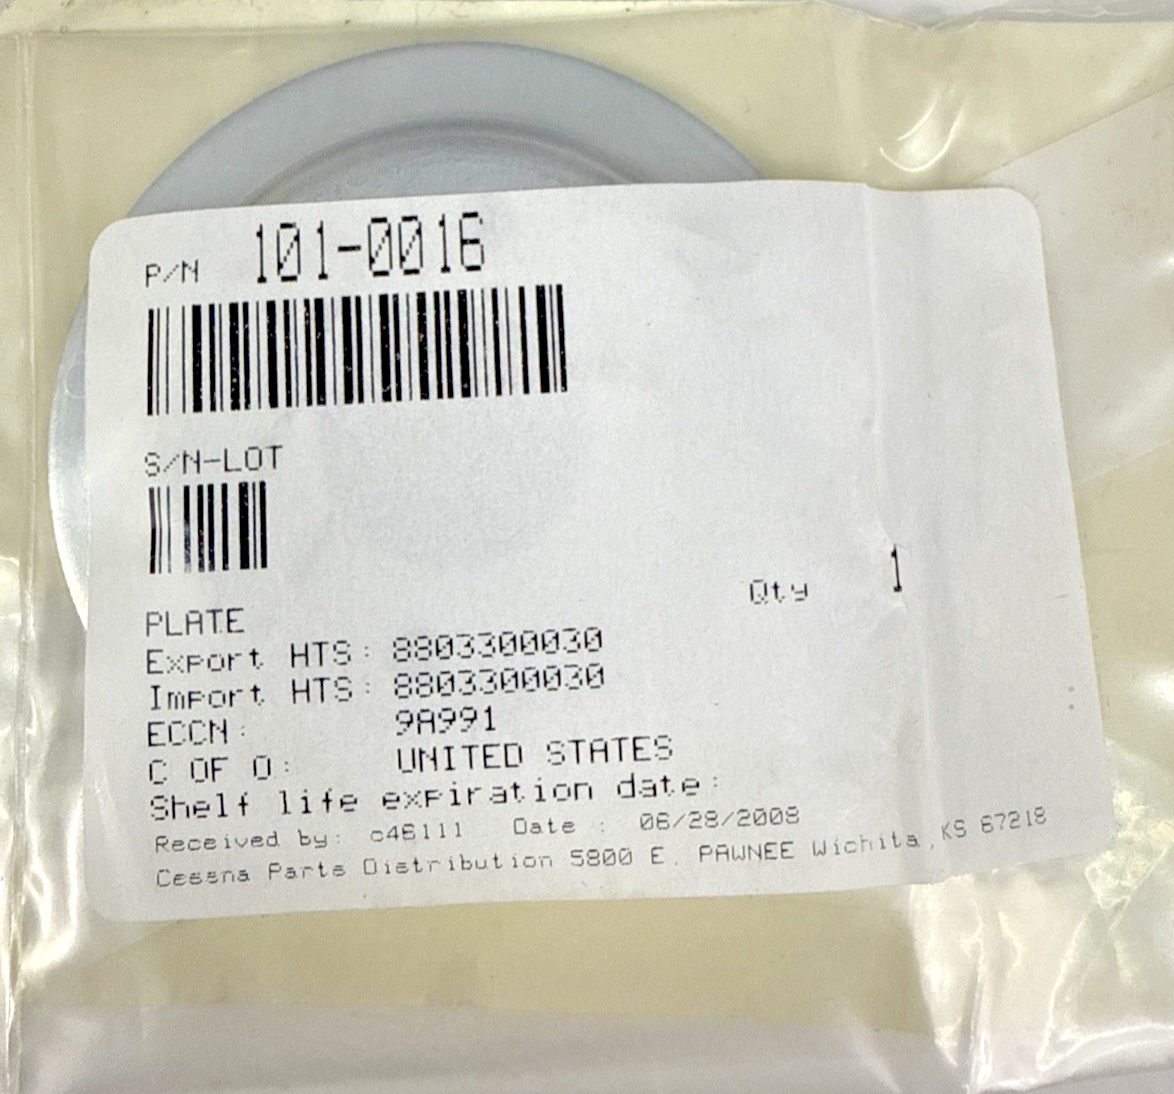 P/N 101-0016
S/N-LOT
Qty 1
PLATE
Export HTS: 8803300030
Import HTS: 8803300030
ECCN: 9A991
C OF O: UNITED STATES
Shelf life expiration date:
Received by: c46111 Date : 06/28/2008
Cessna Parts Distribution 5800 E. PAWNEE Wichita, KS 67218